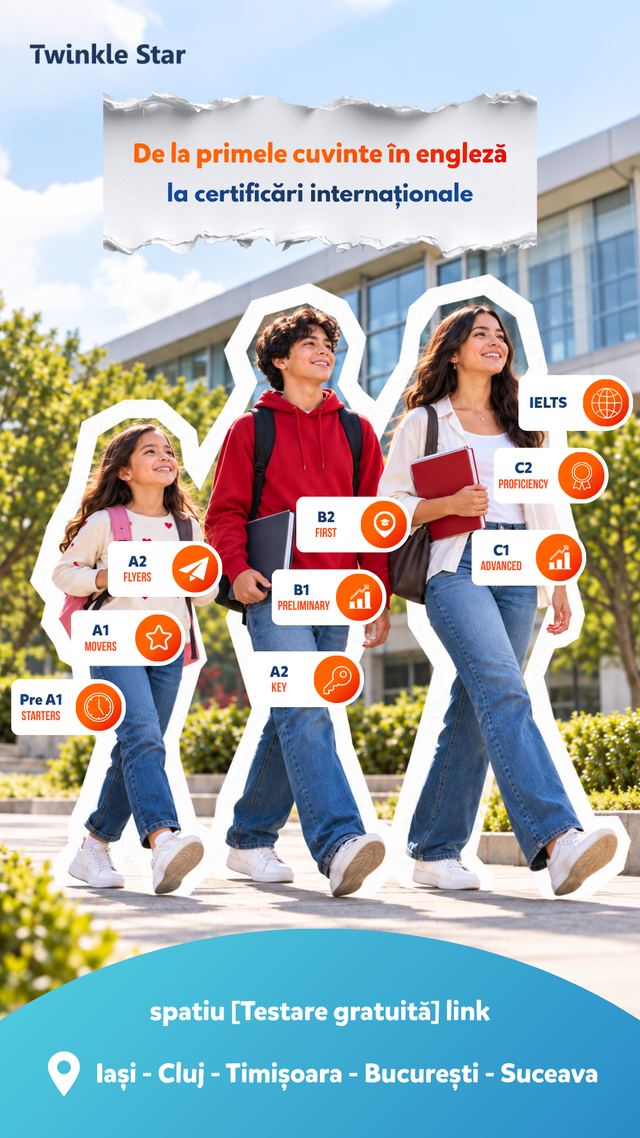 Twinkle Star
De la primele cuvinte în engleză
la certificări internaționale
IELTS
C2
PROFICIENCY
B2
FIRST
C1
ADVANCED
A2
FLYERS
B1
PRELIMINARY
A1
MOVERS
A2
KEY
Pre A1
STARTERS
spatiu [Testare gratuită] link
Iași - Cluj - Timișoara - București - Suceava